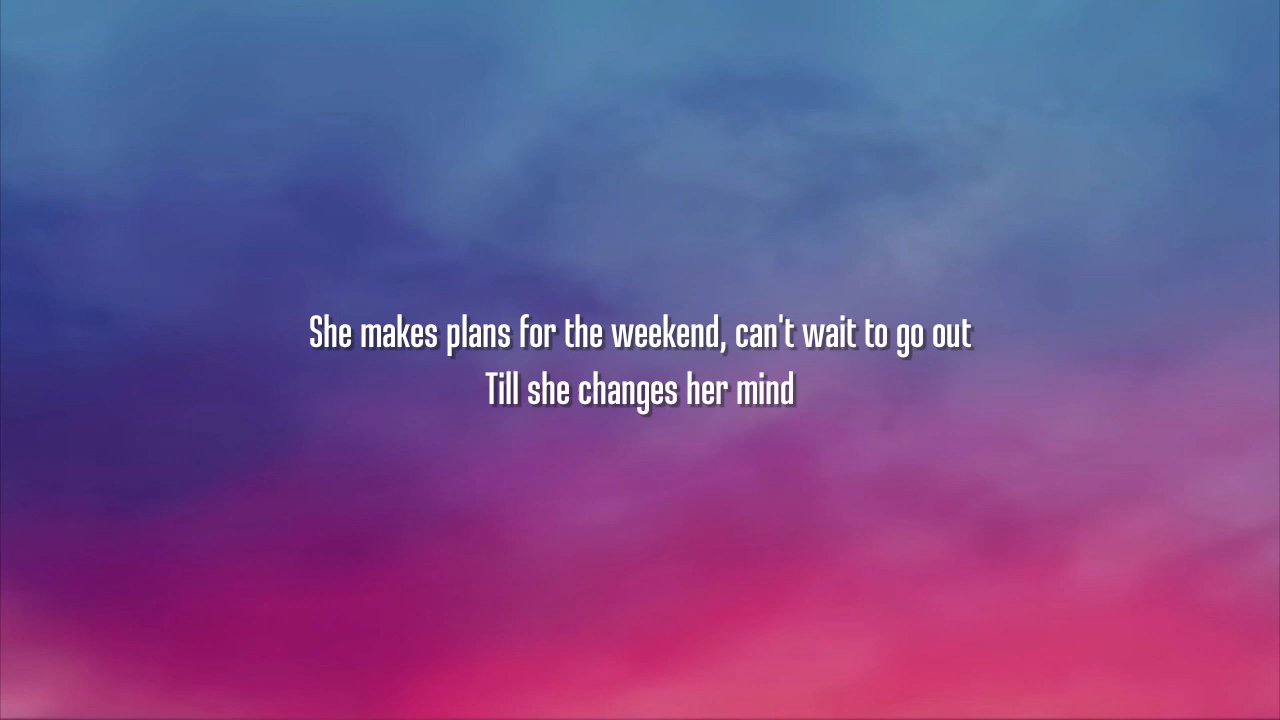 She makes plans for the weekend, can't wait to go out
Till she changes her mind